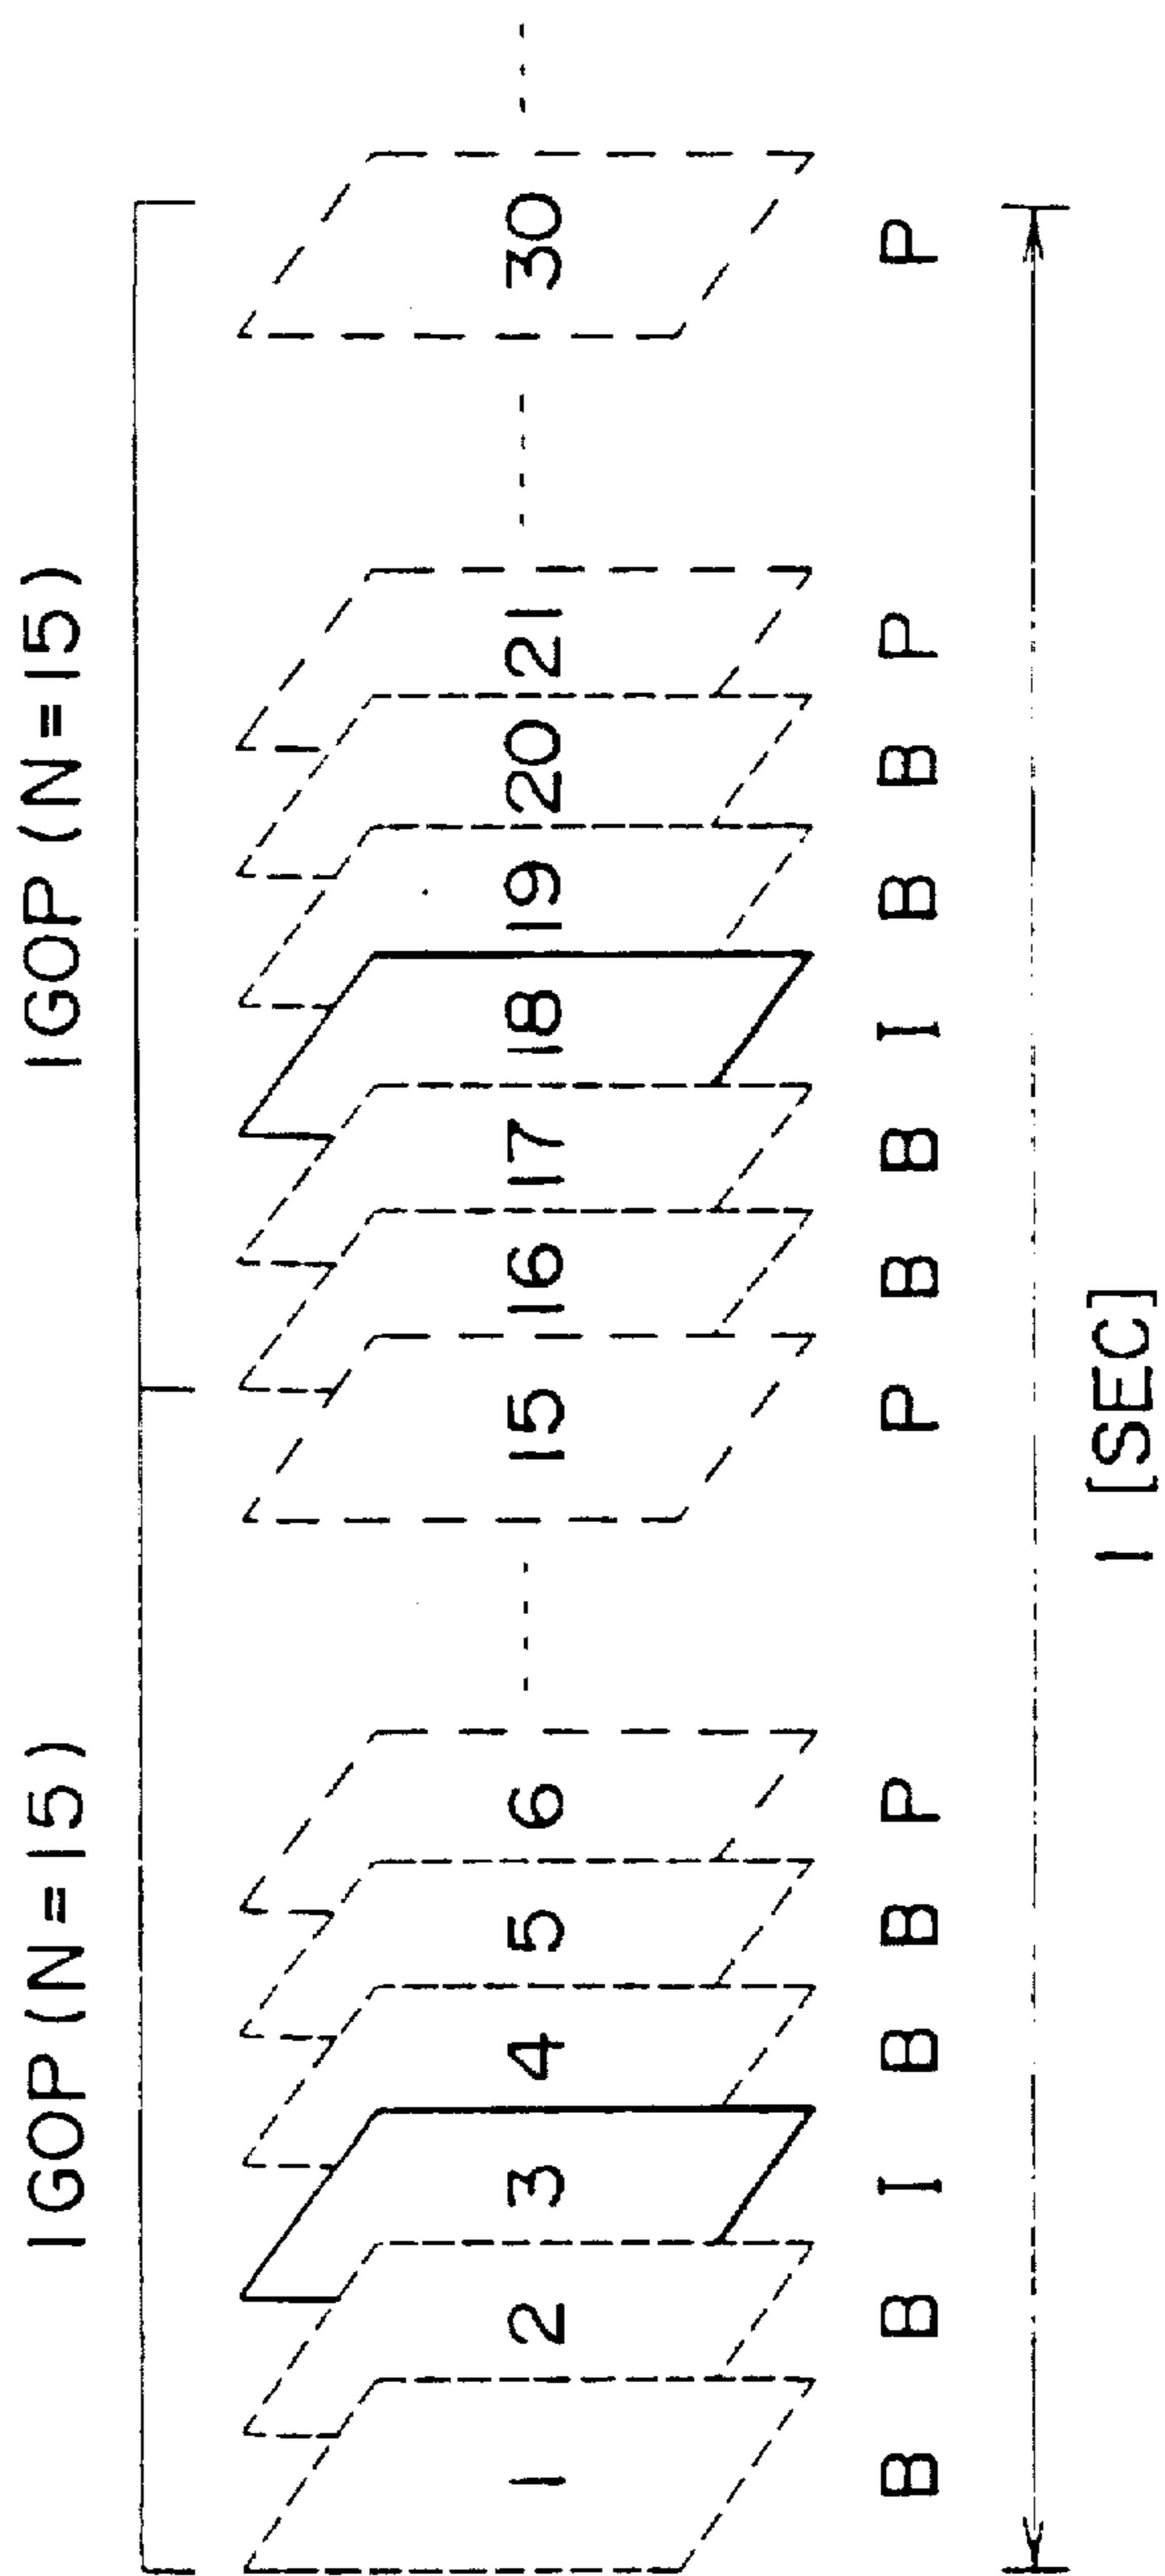 1GOP (N=15) 1GOP (N=15)
1 2 3 4 5 6 ----- 15 16 17 18 19 20 21 ----- 30 ----
B B I B B P P B B I B B P P
1 [SEC]